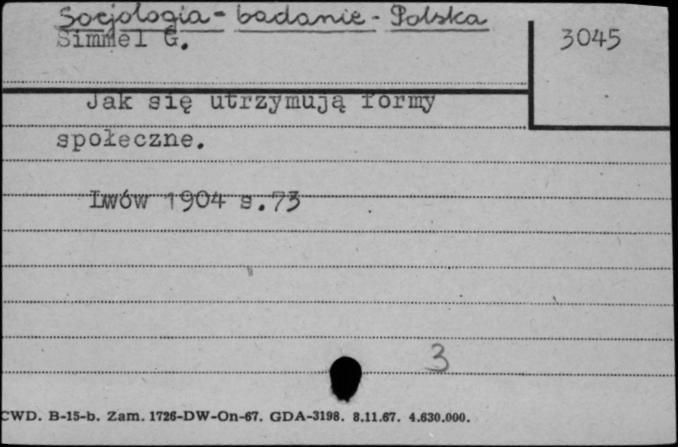 Socjologia - badanie - Polska
Simmel G.
3045
Jak się utrzymują formy
społeczne.
Lwów 1904 s.73
3
CWD. B-15-b. Zam. 1726-DW-On-67. GDA-3198. 8.11.67. 4.630.000.